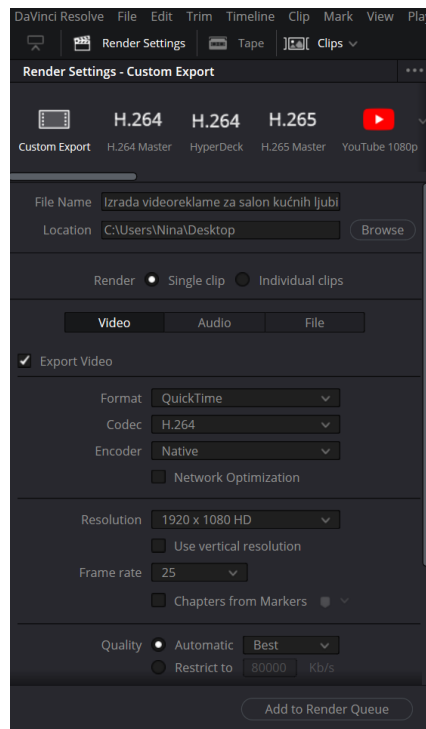 DaVinci Resolve File Edit Trim Timeline Clip Mark View Pla
Render Settings Tape Clips
Render Settings - Custom Export
H.264 H.264 H.265
Custom Export H.264 Master HyperDeck H.265 Master YouTube 1080p
File Name Izrada videoreklame za salon kućnih ljubi
Location C:\Users\Nina\Desktop Browse
Render Single clip Individual clips
Video Audio File
Export Video
Format QuickTime
Codec H.264
Encoder Native
Network Optimization
Resolution 1920 x 1080 HD
Use vertical resolution
Frame rate 25
Chapters from Markers
Quality Automatic Best
Restrict to 80000 Kb/s
Add to Render Queue